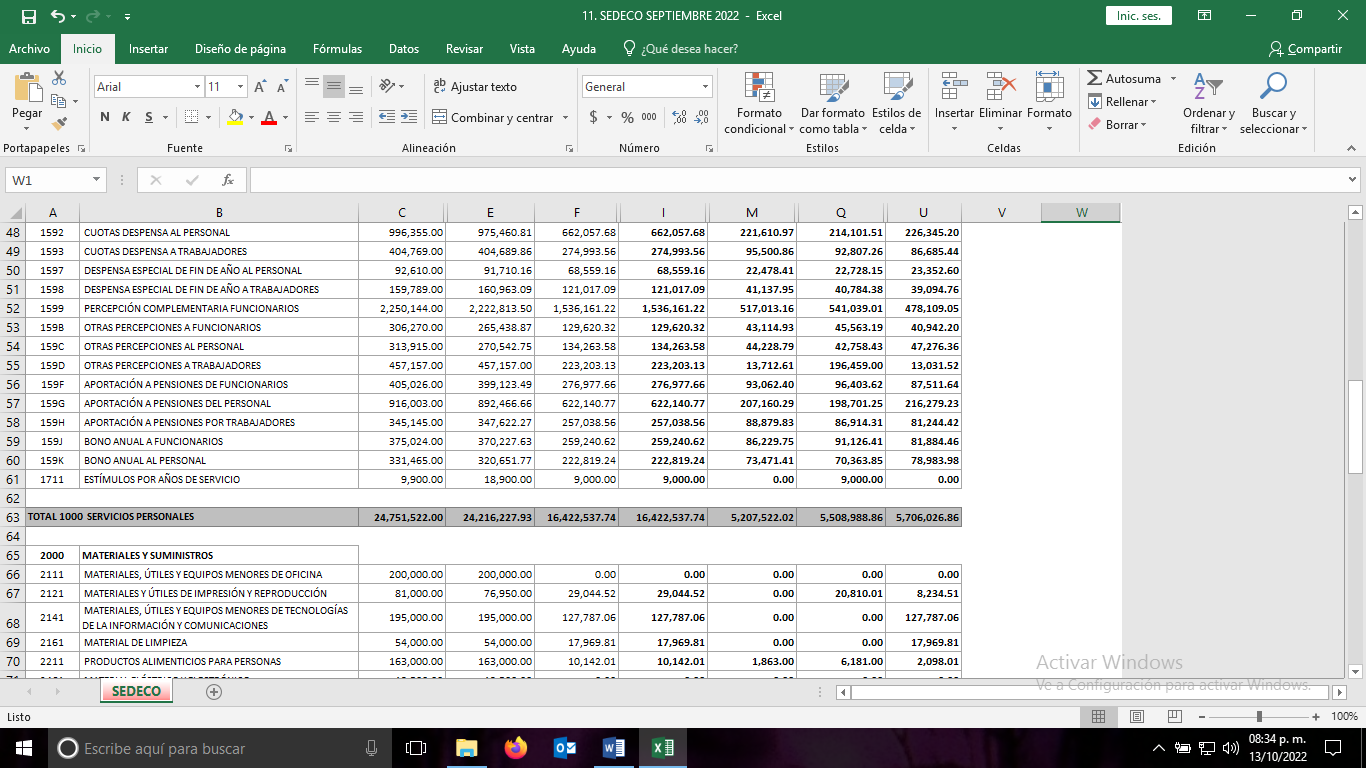 11. SEDECO SEPTIEMBRE 2022 - Excel
Inic. ses.
Archivo Inicio Insertar Diseño de página Fórmulas Datos Revisar Vista Ayuda ¿Qué desea hacer? Compartir
Arial 11 Ajustar texto General Autosuma
Pegar Formato condicional Dar formato como tabla Estilos de celda Insertar Eliminar Formato Rellenar Ordenar y filtrar Buscar y seleccionar
N K S A Combinar y centrar $ % 000 Borrar
Portapapeles Fuente Alineación Número Estilos Celdas Edición
W1 fx
A B C E F I M Q U V W
48 1592 CUOTAS DESPENSA AL PERSONAL 996,355.00 975,460.81 662,057.68 662,057.68 221,610.97 214,101.51 226,345.20
49 1593 CUOTAS DESPENSA A TRABAJADORES 404,769.00 404,689.86 274,993.56 274,993.56 95,500.86 92,807.26 86,685.44
50 1597 DESPENSA ESPECIAL DE FIN DE AÑO AL PERSONAL 92,610.00 91,710.16 68,559.16 68,559.16 22,478.41 22,728.15 23,352.60
51 1598 DESPENSA ESPECIAL DE FIN DE AÑO A TRABAJADORES 159,789.00 160,963.09 121,017.09 121,017.09 41,137.95 40,784.38 39,094.76
52 1599 PERCEPCIÓN COMPLEMENTARIA FUNCIONARIOS 2,250,144.00 2,222,813.50 1,536,161.22 1,536,161.22 517,013.16 541,039.01 478,109.05
53 159B OTRAS PERCEPCIONES A FUNCIONARIOS 306,270.00 265,438.87 129,620.32 129,620.32 43,114.93 45,563.19 40,942.20
54 159C OTRAS PERCEPCIONES AL PERSONAL 313,915.00 270,542.75 134,263.58 134,263.58 44,228.79 42,758.43 47,276.36
55 159D OTRAS PERCEPCIONES A TRABAJADORES 457,157.00 457,157.00 223,203.13 223,203.13 13,712.61 196,459.00 13,031.52
56 159F APORTACIÓN A PENSIONES DE FUNCIONARIOS 405,026.00 399,123.49 276,977.66 276,977.66 93,062.40 96,403.62 87,511.64
57 159G APORTACIÓN A PENSIONES DEL PERSONAL 916,003.00 892,466.66 622,140.77 622,140.77 207,160.29 198,701.25 216,279.23
58 159H APORTACIÓN A PENSIONES POR TRABAJADORES 345,145.00 347,622.27 257,038.56 257,038.56 88,879.83 86,914.31 81,244.42
59 159J BONO ANUAL A FUNCIONARIOS 375,024.00 370,227.63 259,240.62 259,240.62 86,229.75 91,126.41 81,884.46
60 159K BONO ANUAL AL PERSONAL 331,465.00 320,651.77 222,819.24 222,819.24 73,471.41 70,363.85 78,983.98
61 1711 ESTÍMULOS POR AÑOS DE SERVICIO 9,900.00 18,900.00 9,000.00 9,000.00 0.00 9,000.00 0.00
62
63 TOTAL 1000 SERVICIOS PERSONALES 24,751,522.00 24,216,227.93 16,422,537.74 16,422,537.74 5,207,522.02 5,508,988.86 5,706,026.86
64
65 2000 MATERIALES Y SUMINISTROS
66 2111 MATERIALES, ÚTILES Y EQUIPOS MENORES DE OFICINA 200,000.00 200,000.00 0.00 0.00 0.00 0.00 0.00
67 2121 MATERIALES Y ÚTILES DE IMPRESIÓN Y REPRODUCCIÓN 81,000.00 76,950.00 29,044.52 29,044.52 0.00 20,810.01 8,234.51
68 2141 MATERIALES, ÚTILES Y EQUIPOS MENORES DE TECNOLOGÍAS DE LA INFORMACIÓN Y COMUNICACIONES 195,000.00 195,000.00 127,787.06 127,787.06 0.00 0.00 127,787.06
69 2161 MATERIAL DE LIMPIEZA 54,000.00 54,000.00 17,969.81 17,969.81 0.00 0.00 17,969.81
70 2211 PRODUCTOS ALIMENTICIOS PARA PERSONAS 163,000.00 163,000.00 10,142.01 10,142.01 1,863.00 6,181.00 2,098.01
Activar Windows
Ve a Configuración para activar Windows.
SEDECO
Listo 100%
Escribe aquí para buscar
08:34 p. m.
13/10/2022